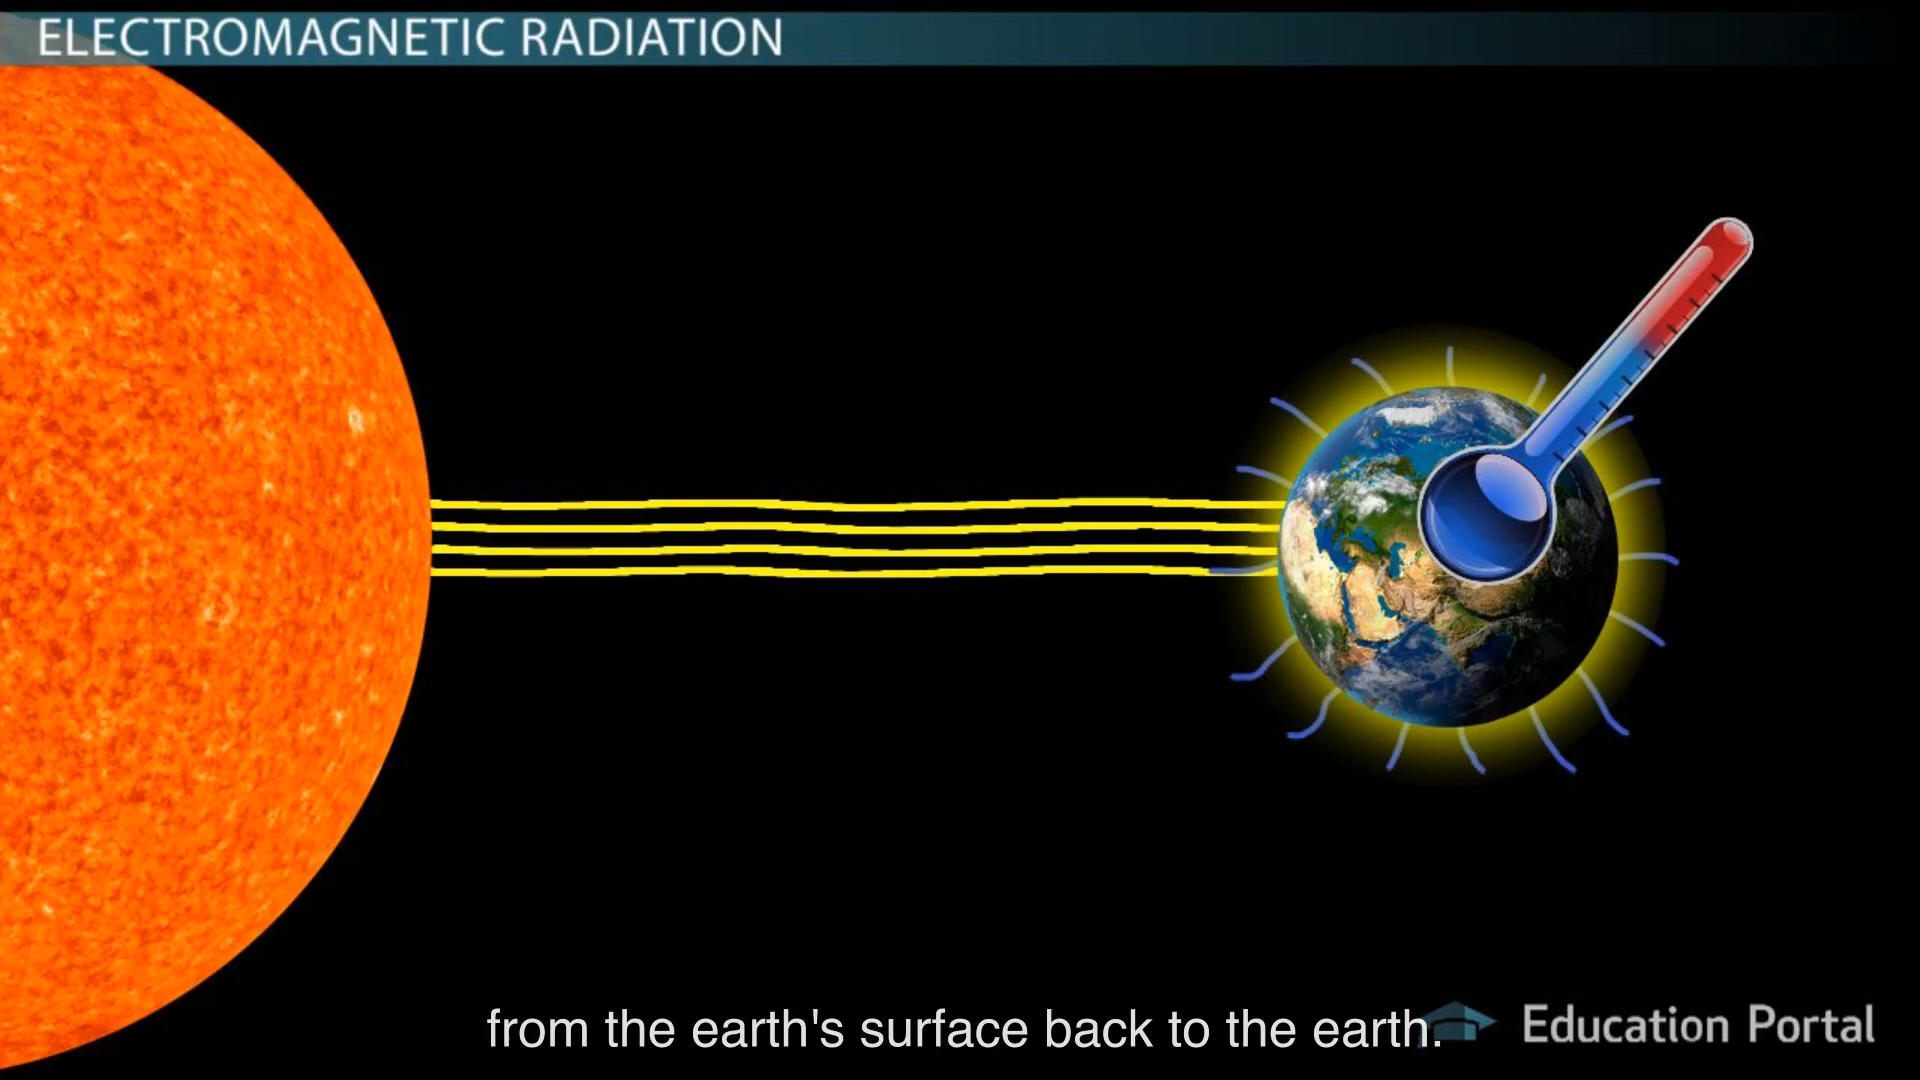 ELECTROMAGNETIC RADIATION
from the earth's surface back to the earth.
Education Portal